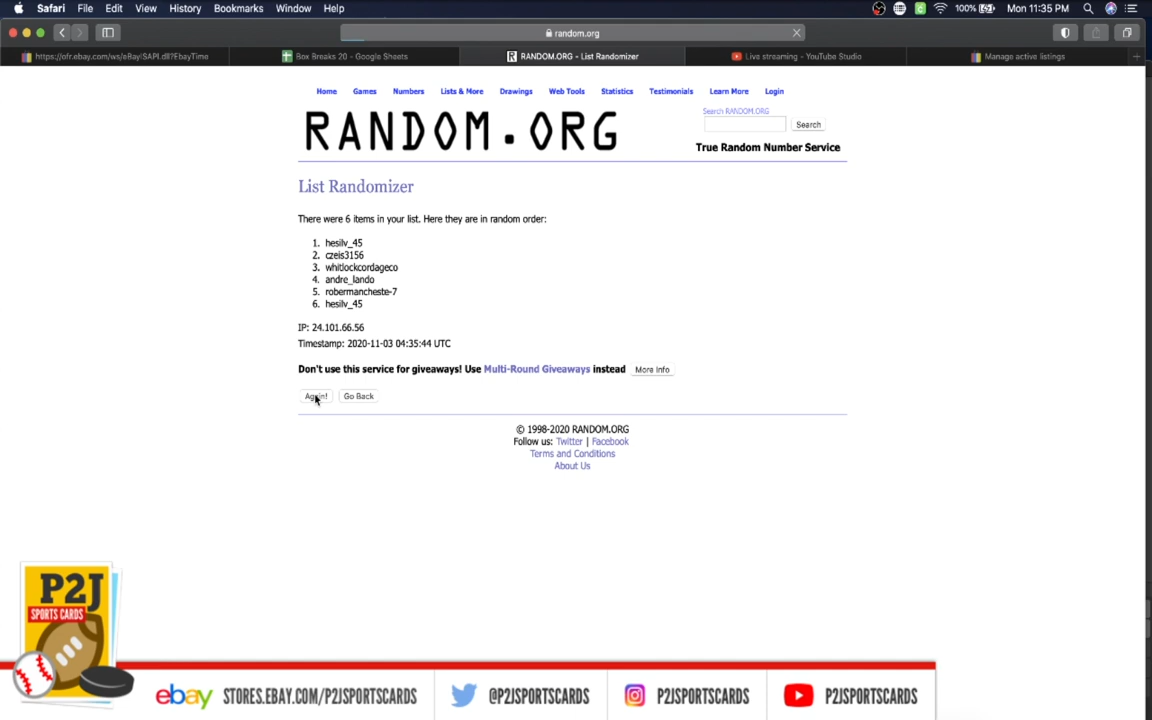 Safari File Edit View History Bookmarks Window Help 100% Mon 11:35 PM
random.org
https://ofr.ebay.com/ws/eBayISAPI.dll?EbayTime Box Breaks 20 - Google Sheets RANDOM.ORG - List Randomizer Live streaming - YouTube Studio Manage active listings
Home Games Numbers Lists & More Drawings Web Tools Statistics Testimonials Learn More Login
Search RANDOM.ORG
RANDOM.ORG
Search
True Random Number Service
List Randomizer
There were 6 items in your list. Here they are in random order:
1. hesilv_45
2. czeis3156
3. whitlockcordageco
4. andre_lando
5. robermancheste-7
6. hesilv_45
IP: 24.101.66.56
Timestamp: 2020-11-03 04:35:44 UTC
Don't use this service for giveaways! Use Multi-Round Giveaways instead More Info
Again! Go Back
© 1998-2020 RANDOM.ORG
Follow us: Twitter | Facebook
Terms and Conditions
About Us
P2J
SPORTS CARDS
ebay STORES.EBAY.COM/P2JSPORTSCARDS @P2JSPORTSCARDS P2JSPORTSCARDS P2JSPORTSCARDS